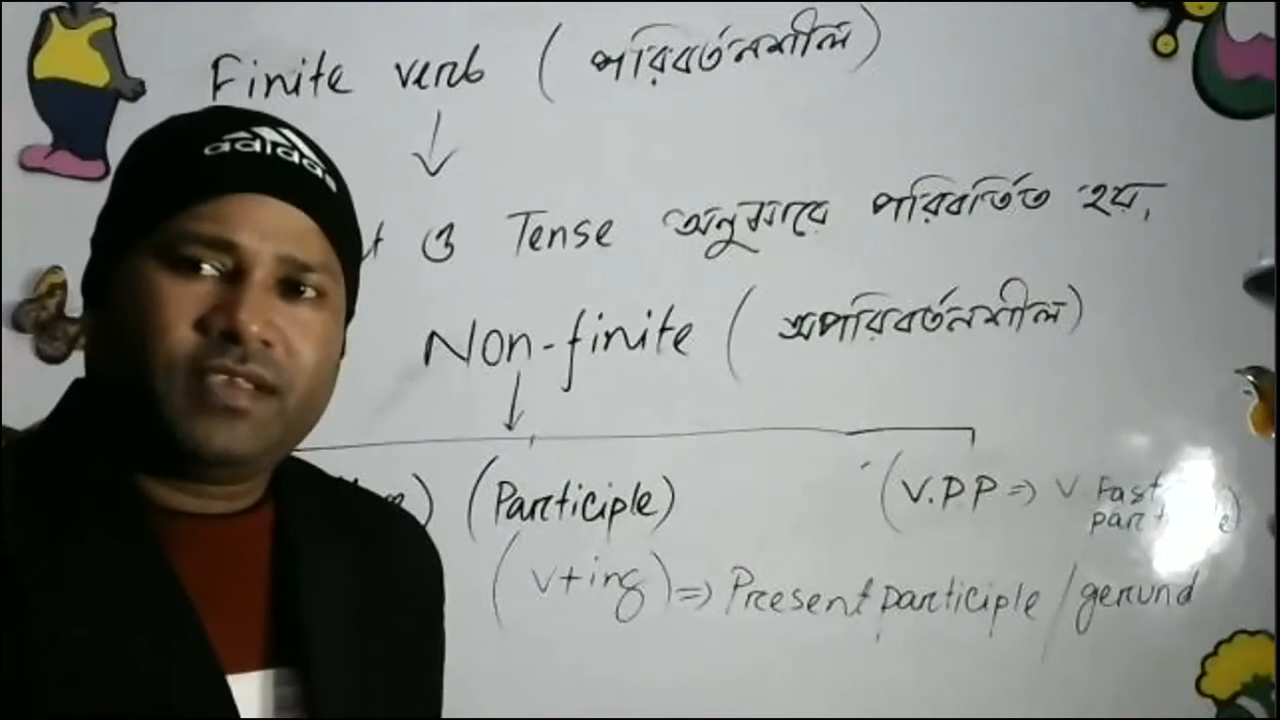 Finite verb ( পরিবর্তনশীল )
adidas
ও Tense অনুসারে পরিবর্তিত হয়,
Non-finite ( অপরিবর্তনশীল )
) (Participle) (V.PP => V Fast
(V+ing) => Present participle / gerund